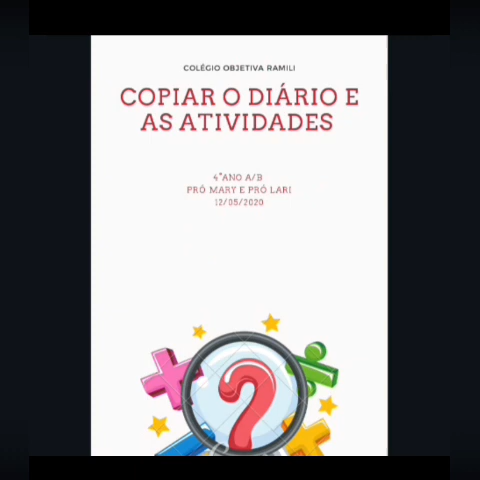 COLÉGIO OBJETIVA RAMILI
COPIAR O DIÁRIO E
AS ATIVIDADES
4°ANO A/B
PRÓ MARY E PRÓ LARI
12/05/2020
?